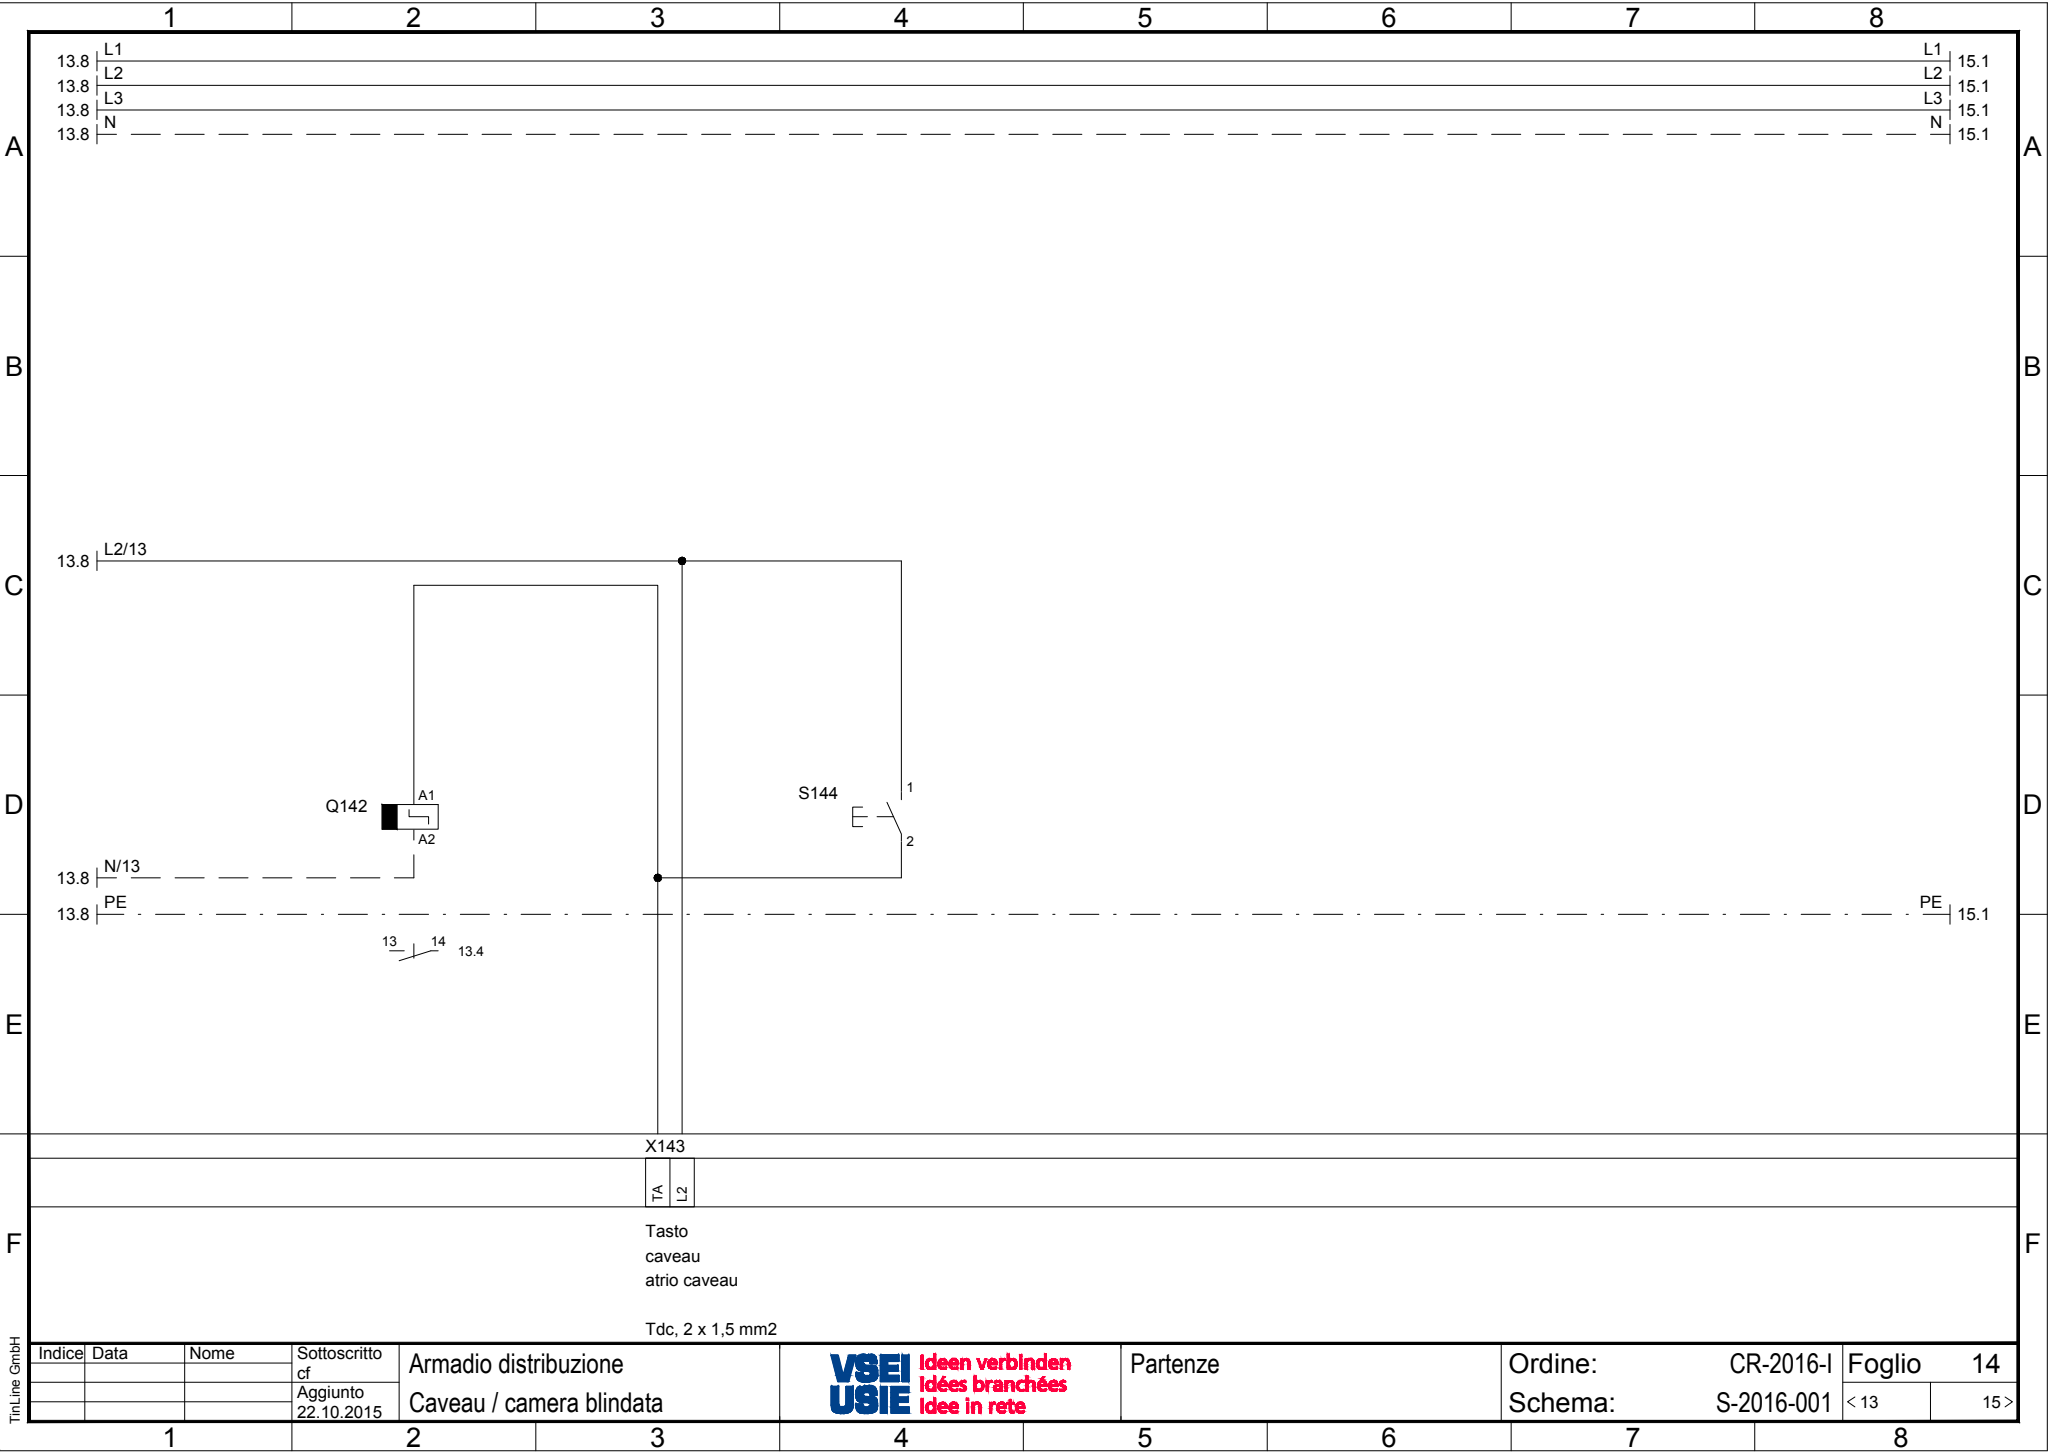 1 2 3 4 5 6 7 8
13.8 L1 L1 15.1
13.8 L2 L2 15.1
13.8 L3 L3 15.1
13.8 N N 15.1
A A
B B
13.8 L2/13
C C
D D
Q142 A1
A2
S144 1
2
13.8 N/13
13.8 PE PE 15.1
13 14 13.4
E E
X143
TA L2
F F
Tasto
caveau
atrio caveau
Tdc, 2 x 1,5 mm2
TinLine GmbH
Indice Data Nome Sottoscritto
cf
Aggiunto
22.10.2015
Armadio distribuzione
Caveau / camera blindata
VSEI
USIE
Ideen verbinden
Idées branchées
Idee in rete
Partenze
Ordine: CR-2016-I
Schema: S-2016-001
Foglio 14
< 13 15 >
1 2 3 4 5 6 7 8